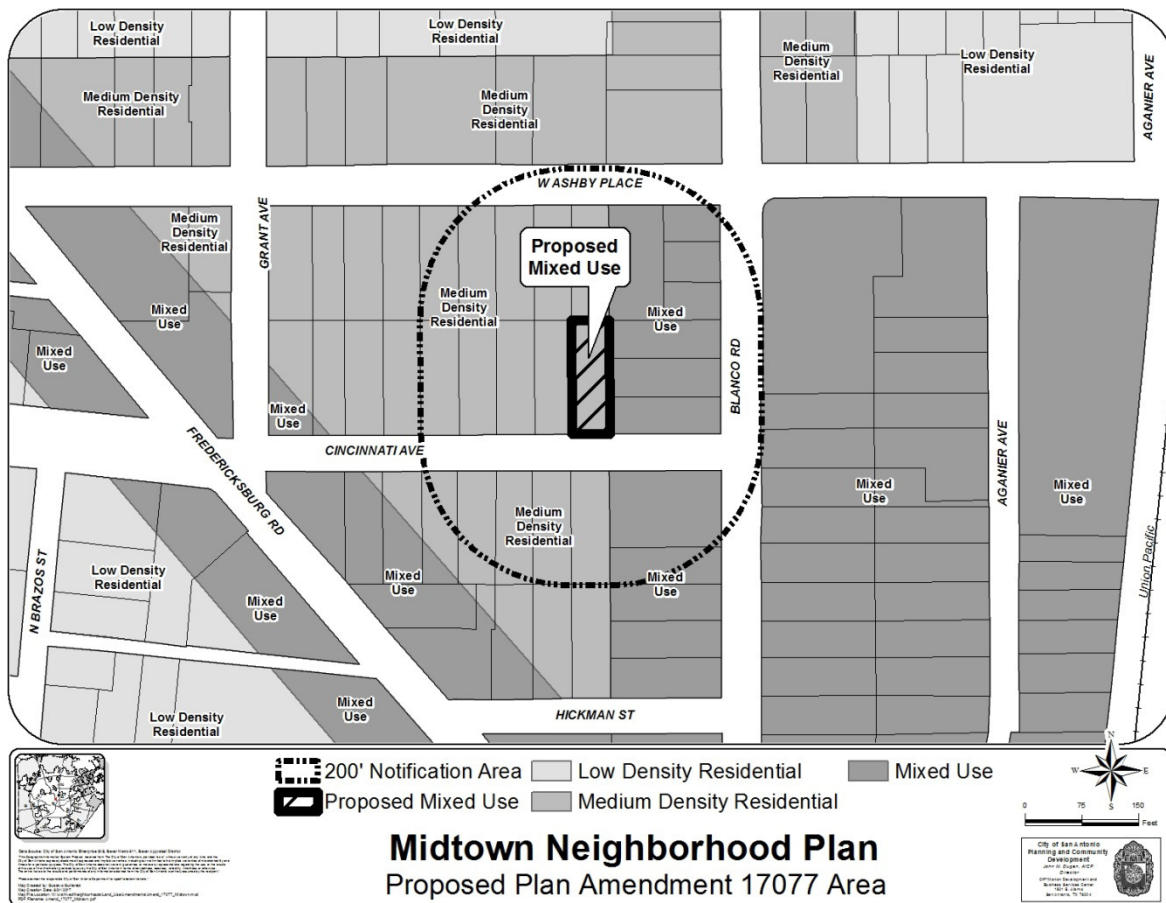 Low Density
Residential
Low Density
Residential
Medium
Density
Residential
Low Density
Residential
AGANIER AVE
Medium Density
Residential
Medium
Density
Residential
W ASHBY PLACE
GRANT AVE
Medium
Density
Residential
Proposed
Mixed Use
Mixed
Use
Medium
Density
Residential
Mixed
Use
Mixed
Use
BLANCO RD
Mixed
Use
CINCINNATI AVE
FREDERICKSBURG RD
AGANIER AVE
Mixed
Use
Mixed
Use
Medium
Density
Residential
Union Pacific
N BRAZOS ST
Low Density
Residential
Mixed
Use
Mixed
Use
Mixed
Use
HICKMAN ST
Low Density
Residential
Mixed
Use
200' Notification Area
Low Density Residential
Mixed Use
Proposed Mixed Use
Medium Density Residential
N
W
E
S
0 75 150
Feet
Midtown Neighborhood Plan
Proposed Plan Amendment 17077 Area
City of San Antonio
Planning and Community
Development
Director